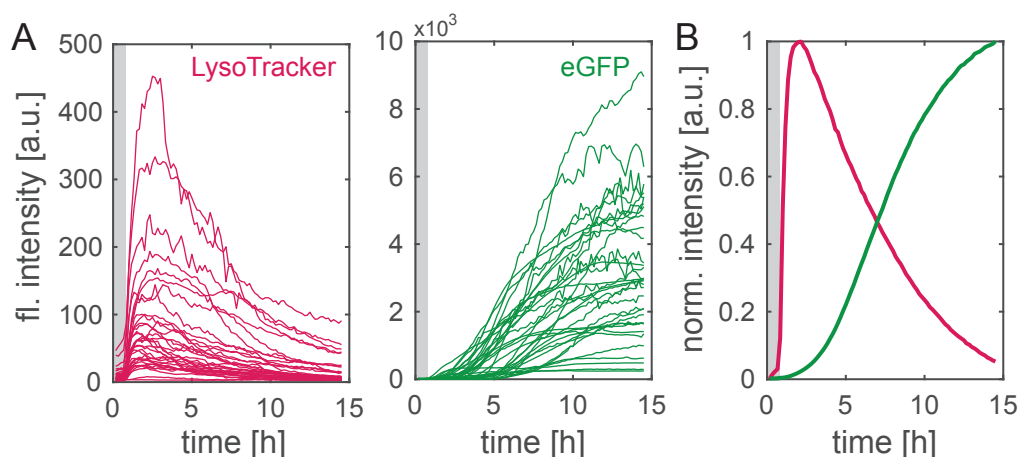 A
fl. intensity [a.u.]
500
400
300
200
100
0
LysoTracker
0 5 10 15
time [h]
x10³
10
8
6
4
2
0
eGFP
0 5 10 15
time [h]
B
norm. intensity [a.u.]
1
0.8
0.6
0.4
0.2
0
0 5 10 15
time [h]